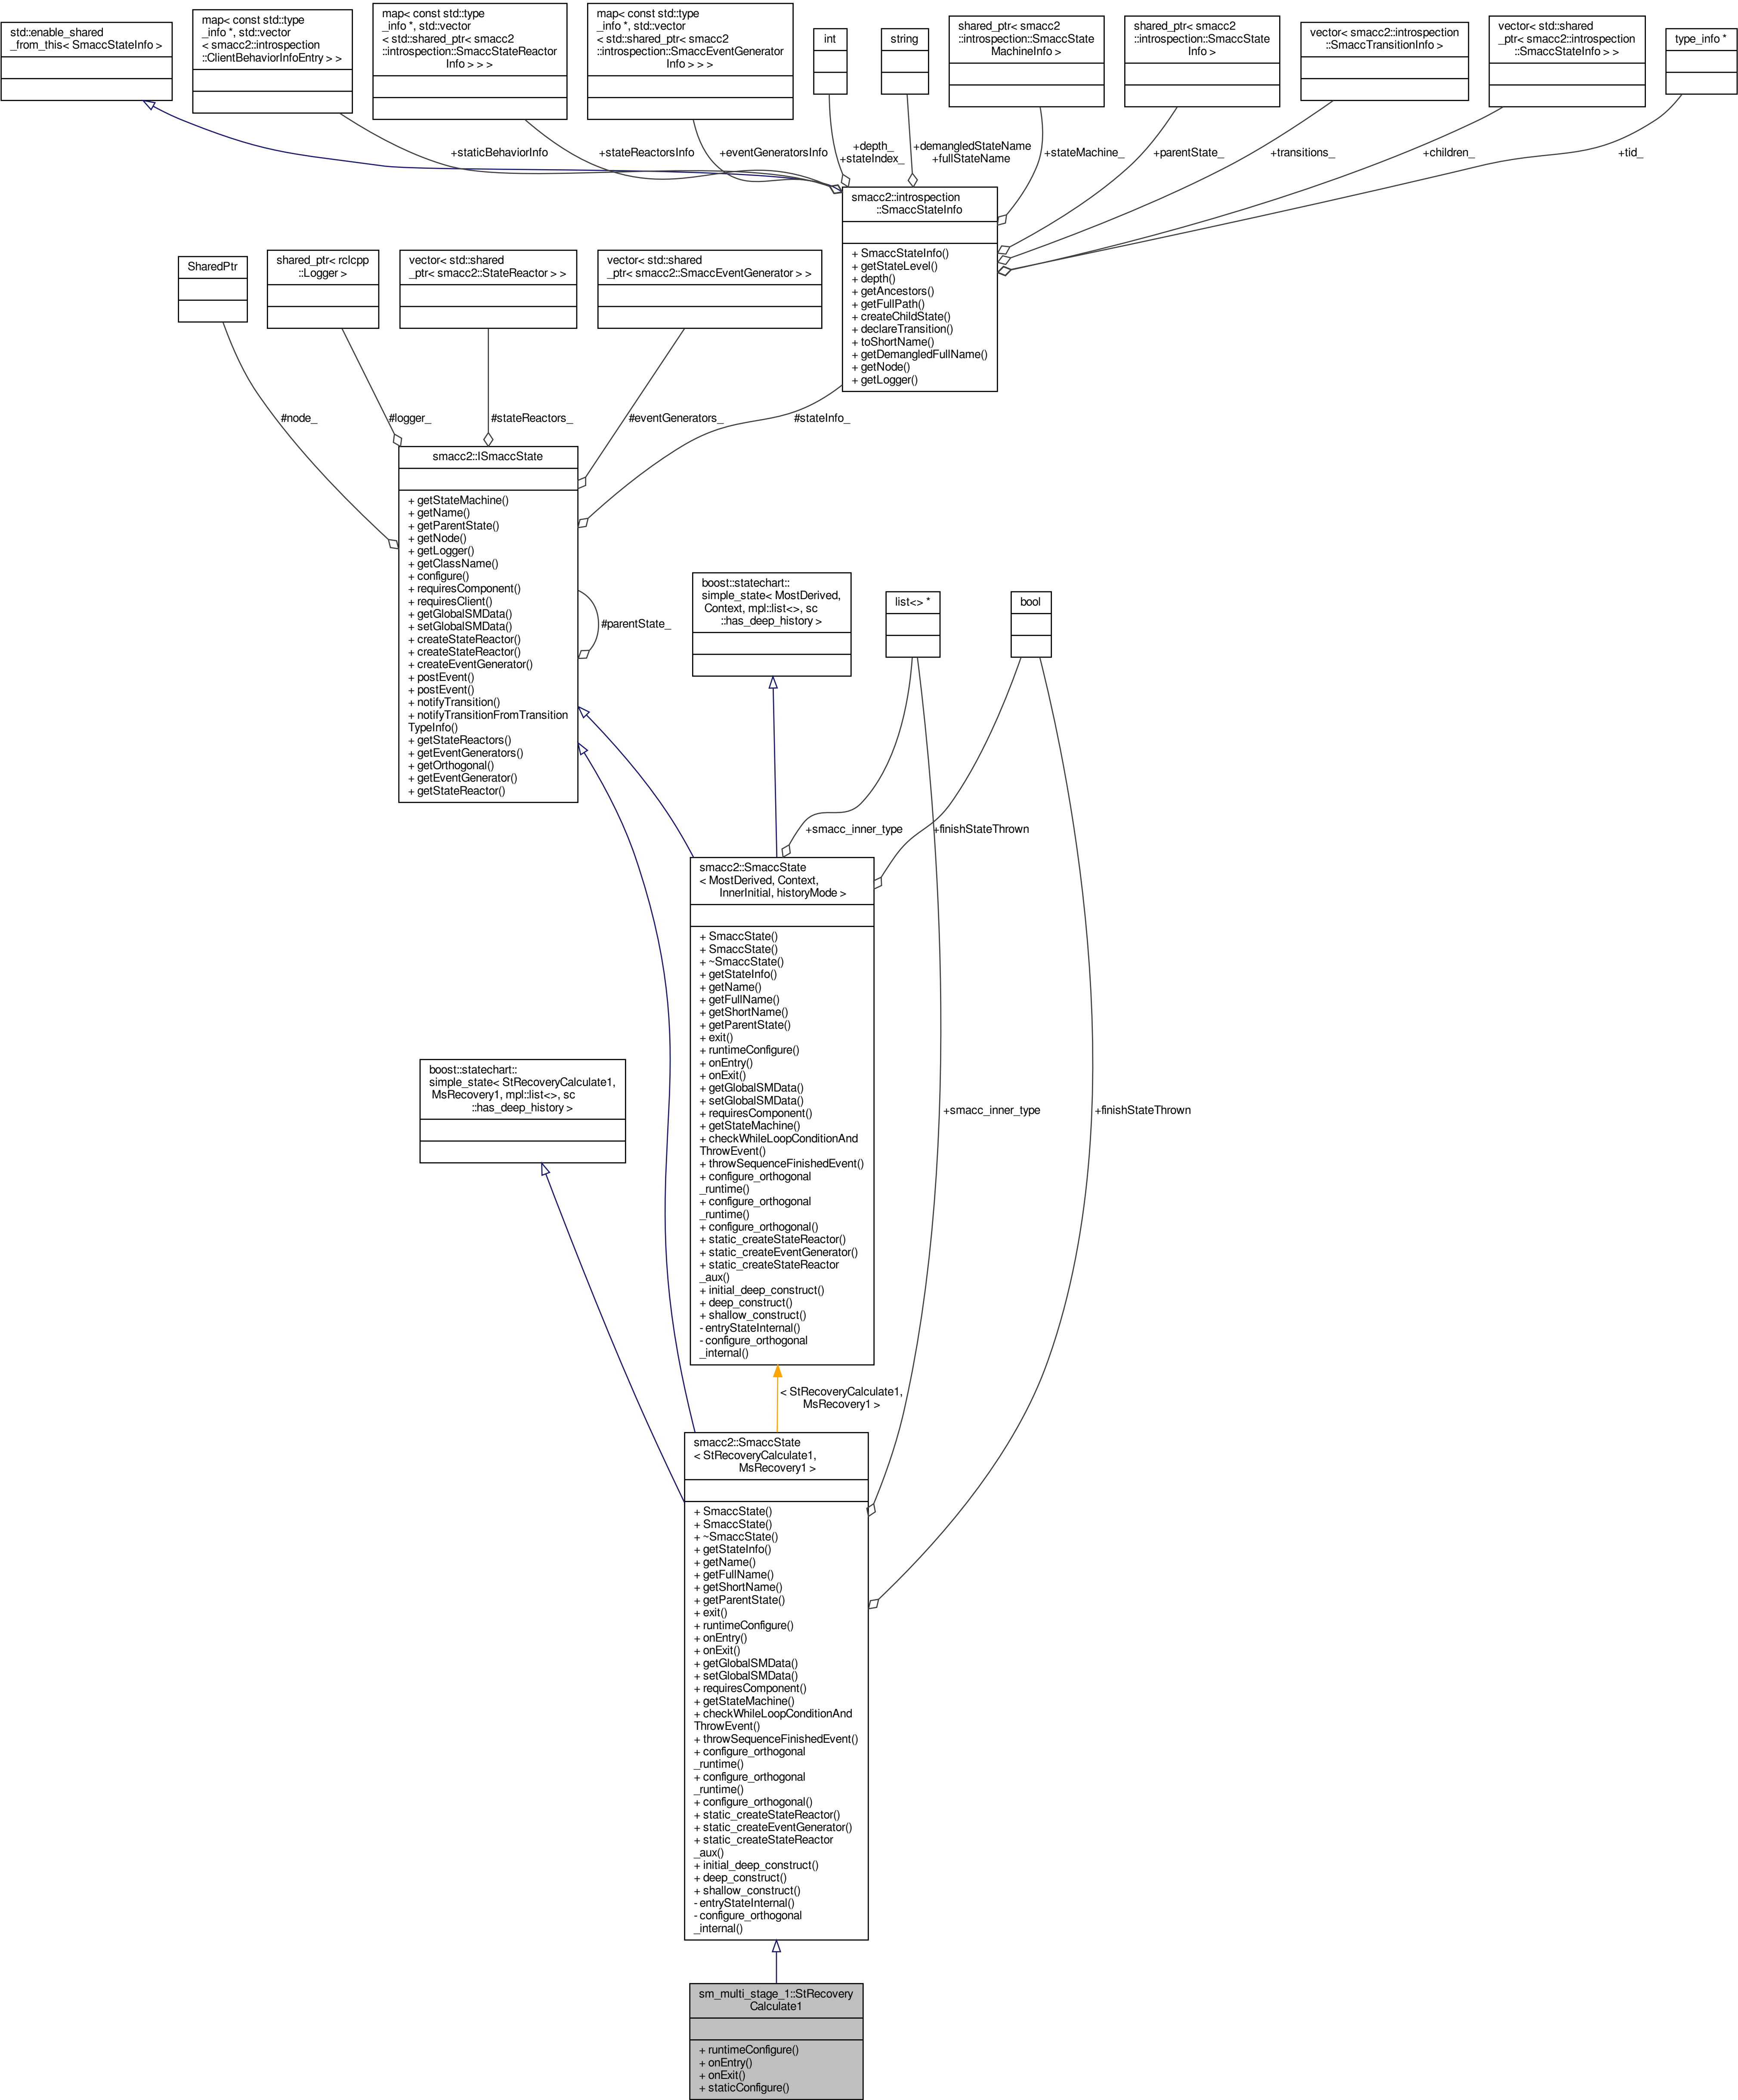 std::enable_shared
_from_this< SmaccStateInfo >
map< const std::type
_info *, std::vector
< smacc2::introspection
::ClientBehaviorInfoEntry > >
map< const std::type
_info *, std::vector
< std::shared_ptr< smacc2
::introspection::SmaccStateReactor
Info > > >
map< const std::type
_info *, std::vector
< std::shared_ptr< smacc2
::introspection::SmaccEventGenerator
Info > > >
int
string
shared_ptr< smacc2
::introspection::SmaccState
MachineInfo >
shared_ptr< smacc2
::introspection::SmaccState
Info >
vector< smacc2::introspection
::SmaccTransitionInfo >
vector< std::shared
_ptr< smacc2::introspection
::SmaccStateInfo > >
type_info *
+staticBehaviorInfo
+stateReactorsInfo
+eventGeneratorsInfo
+depth_
+stateIndex_
+demangledStateName
+fullStateName
+stateMachine_
+parentState_
+transitions_
+children_
+tid_
smacc2::introspection
::SmaccStateInfo
+ SmaccStateInfo()
+ getStateLevel()
+ depth()
+ getAncestors()
+ getFullPath()
+ createChildState()
+ declareTransition()
+ toShortName()
+ getDemangledFullName()
+ getNode()
+ getLogger()
SharedPtr
shared_ptr< rclcpp
::Logger >
vector< std::shared
_ptr< smacc2::StateReactor > >
vector< std::shared
_ptr< smacc2::SmaccEventGenerator > >
#node_
#logger_
#stateReactors_
#eventGenerators_
#stateInfo_
smacc2::ISmaccState
+ getStateMachine()
+ getName()
+ getParentState()
+ getNode()
+ getLogger()
+ getClassName()
+ configure()
+ requiresComponent()
+ requiresClient()
+ getGlobalSMData()
+ setGlobalSMData()
+ createStateReactor()
+ createStateReactor()
+ createEventGenerator()
+ postEvent()
+ postEvent()
+ notifyTransition()
+ notifyTransitionFromTransition
TypeInfo()
+ getStateReactors()
+ getEventGenerators()
+ getOrthogonal()
+ getEventGenerator()
+ getStateReactor()
#parentState_
boost::statechart::
simple_state< MostDerived,
Context, mpl::list<>, sc
::has_deep_history >
list<> *
bool
+smacc_inner_type
+finishStateThrown
smacc2::SmaccState
< MostDerived, Context,
InnerInitial, historyMode >
+ SmaccState()
+ SmaccState()
+ ~SmaccState()
+ getStateInfo()
+ getName()
+ getFullName()
+ getShortName()
+ getParentState()
+ exit()
+ runtimeConfigure()
+ onEntry()
+ onExit()
+ getGlobalSMData()
+ setGlobalSMData()
+ requiresComponent()
+ getStateMachine()
+ checkWhileLoopConditionAnd
ThrowEvent()
+ throwSequenceFinishedEvent()
+ configure_orthogonal
_runtime()
+ configure_orthogonal
_runtime()
+ configure_orthogonal()
+ static_createStateReactor()
+ static_createEventGenerator()
+ static_createStateReactor
_aux()
+ initial_deep_construct()
+ deep_construct()
+ shallow_construct()
- entryStateInternal()
- configure_orthogonal
_internal()
boost::statechart::
simple_state< StRecoveryCalculate1,
MsRecovery1, mpl::list<>, sc
::has_deep_history >
+smacc_inner_type
+finishStateThrown
< StRecoveryCalculate1,
MsRecovery1 >
smacc2::SmaccState
< StRecoveryCalculate1,
MsRecovery1 >
+ SmaccState()
+ SmaccState()
+ ~SmaccState()
+ getStateInfo()
+ getName()
+ getFullName()
+ getShortName()
+ getParentState()
+ exit()
+ runtimeConfigure()
+ onEntry()
+ onExit()
+ getGlobalSMData()
+ setGlobalSMData()
+ requiresComponent()
+ getStateMachine()
+ checkWhileLoopConditionAnd
ThrowEvent()
+ throwSequenceFinishedEvent()
+ configure_orthogonal
_runtime()
+ configure_orthogonal
_runtime()
+ configure_orthogonal()
+ static_createStateReactor()
+ static_createEventGenerator()
+ static_createStateReactor
_aux()
+ initial_deep_construct()
+ deep_construct()
+ shallow_construct()
- entryStateInternal()
- configure_orthogonal
_internal()
sm_multi_stage_1::StRecovery
Calculate1
+ runtimeConfigure()
+ onEntry()
+ onExit()
+ staticConfigure()